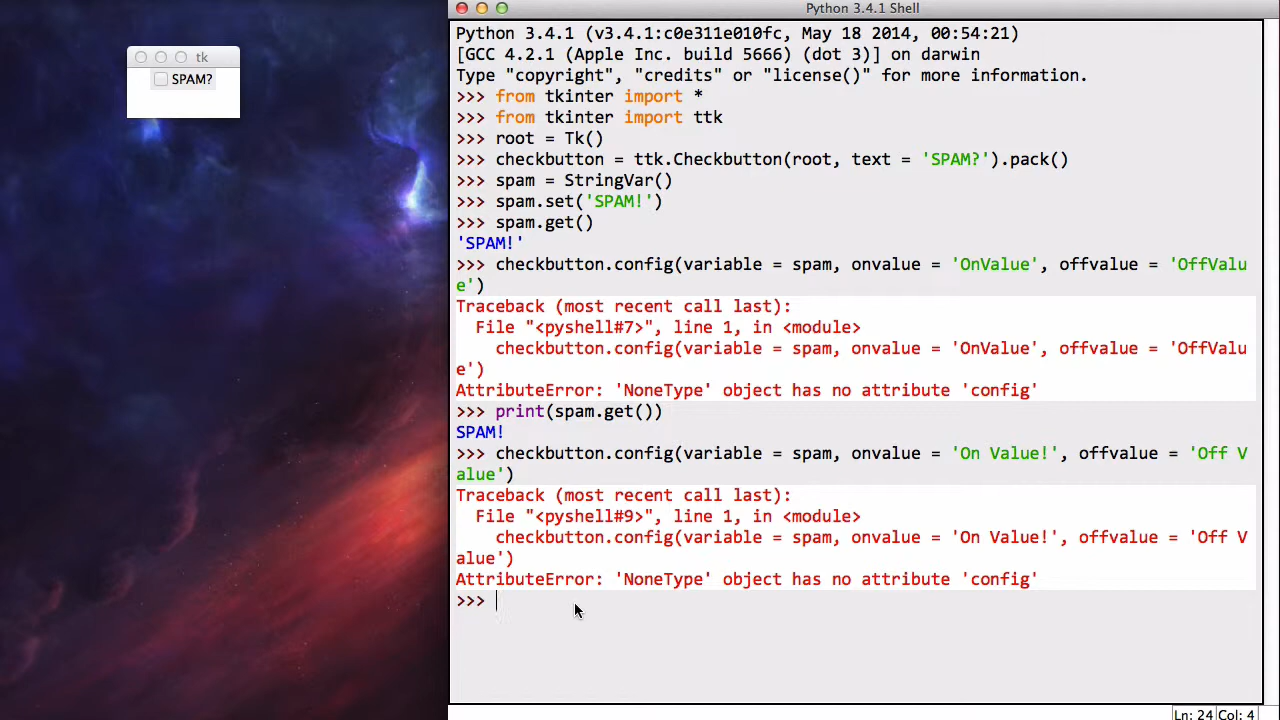 tk
SPAM?
Python 3.4.1 Shell
Python 3.4.1 (v3.4.1:c0e311e010fc, May 18 2014, 00:54:21)
[GCC 4.2.1 (Apple Inc. build 5666) (dot 3)] on darwin
Type "copyright", "credits" or "license()" for more information.
>>> from tkinter import *
>>> from tkinter import ttk
>>> root = Tk()
>>> checkbutton = ttk.Checkbutton(root, text = 'SPAM?').pack()
>>> spam = StringVar()
>>> spam.set('SPAM!')
>>> spam.get()
'SPAM!'
>>> checkbutton.config(variable = spam, onvalue = 'OnValue', offvalue = 'OffValu
e')
Traceback (most recent call last):
  File "<pyshell#7>", line 1, in <module>
    checkbutton.config(variable = spam, onvalue = 'OnValue', offvalue = 'OffValu
e')
AttributeError: 'NoneType' object has no attribute 'config'
>>> print(spam.get())
SPAM!
>>> checkbutton.config(variable = spam, onvalue = 'On Value!', offvalue = 'Off V
alue')
Traceback (most recent call last):
  File "<pyshell#9>", line 1, in <module>
    checkbutton.config(variable = spam, onvalue = 'On Value!', offvalue = 'Off V
alue')
AttributeError: 'NoneType' object has no attribute 'config'
>>>
Ln: 24 Col: 4